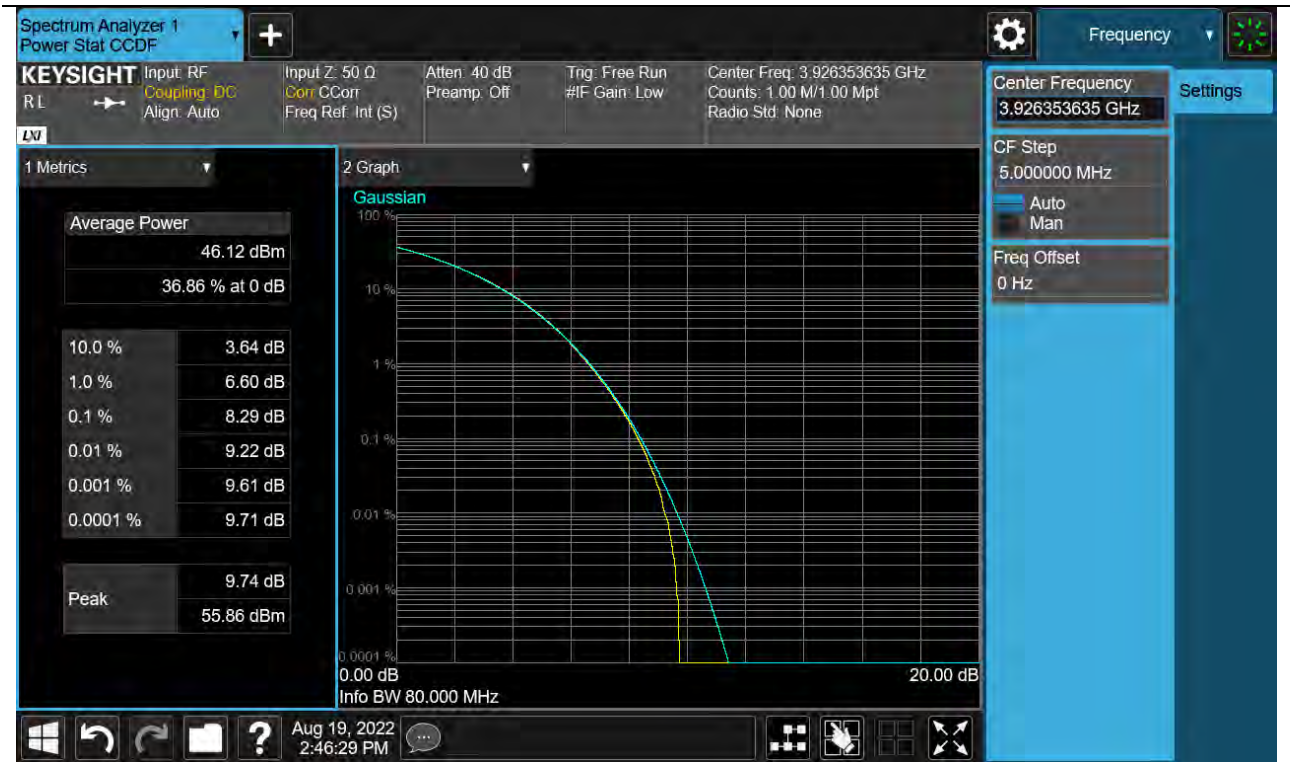 Spectrum Analyzer 1
Power Stat CCDF
Frequency
KEYSIGHT
RL
LXI
Input: RF
Coupling: DC
Align: Auto
Input Z: 50 Ω
Corr CCorr
Freq Ref: Int (S)
Atten: 40 dB
Preamp: Off
Trig: Free Run
#IF Gain: Low
Center Freq: 3.926353635 GHz
Counts: 1.00 M/1.00 Mpt
Radio Std: None
Center Frequency
3.926353635 GHz
Settings
CF Step
5.000000 MHz
Auto
Man
Freq Offset
0 Hz
1 Metrics
Average Power
46.12 dBm
36.86 % at 0 dB
10.0 % 3.64 dB
1.0 % 6.60 dB
0.1 % 8.29 dB
0.01 % 9.22 dB
0.001 % 9.61 dB
0.0001 % 9.71 dB
Peak 9.74 dB
55.86 dBm
2 Graph
Gaussian
100 %
10 %
1 %
0.1 %
0.01 %
0.001 %
0.0001 %
0.00 dB 20.00 dB
Info BW 80.000 MHz
Aug 19, 2022
2:46:29 PM